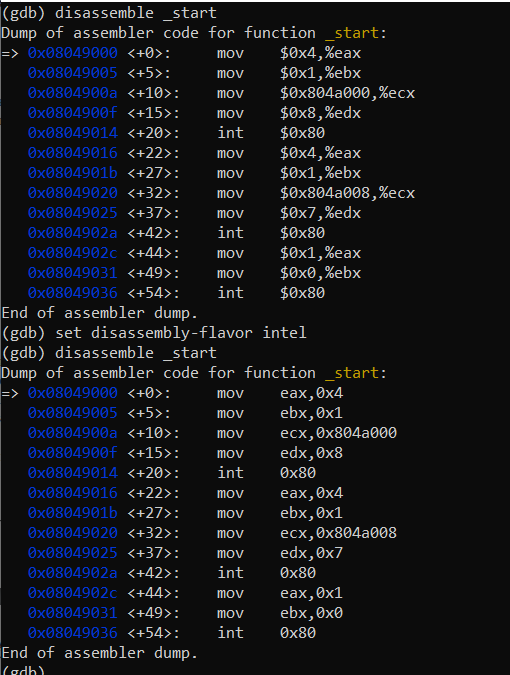 (gdb) disassemble _start
Dump of assembler code for function _start:
=> 0x08049000 <+0>:     mov    $0x4,%eax
   0x08049005 <+5>:     mov    $0x1,%ebx
   0x0804900a <+10>:    mov    $0x804a000,%ecx
   0x0804900f <+15>:    mov    $0x8,%edx
   0x08049014 <+20>:    int    $0x80
   0x08049016 <+22>:    mov    $0x4,%eax
   0x0804901b <+27>:    mov    $0x1,%ebx
   0x08049020 <+32>:    mov    $0x804a008,%ecx
   0x08049025 <+37>:    mov    $0x7,%edx
   0x0804902a <+42>:    int    $0x80
   0x0804902c <+44>:    mov    $0x1,%eax
   0x08049031 <+49>:    mov    $0x0,%ebx
   0x08049036 <+54>:    int    $0x80
End of assembler dump.
(gdb) set disassembly-flavor intel
(gdb) disassemble _start
Dump of assembler code for function _start:
=> 0x08049000 <+0>:     mov    eax,0x4
   0x08049005 <+5>:     mov    ebx,0x1
   0x0804900a <+10>:    mov    ecx,0x804a000
   0x0804900f <+15>:    mov    edx,0x8
   0x08049014 <+20>:    int    0x80
   0x08049016 <+22>:    mov    eax,0x4
   0x0804901b <+27>:    mov    ebx,0x1
   0x08049020 <+32>:    mov    ecx,0x804a008
   0x08049025 <+37>:    mov    edx,0x7
   0x0804902a <+42>:    int    0x80
   0x0804902c <+44>:    mov    eax,0x1
   0x08049031 <+49>:    mov    ebx,0x0
   0x08049036 <+54>:    int    0x80
End of assembler dump.
(gdb)